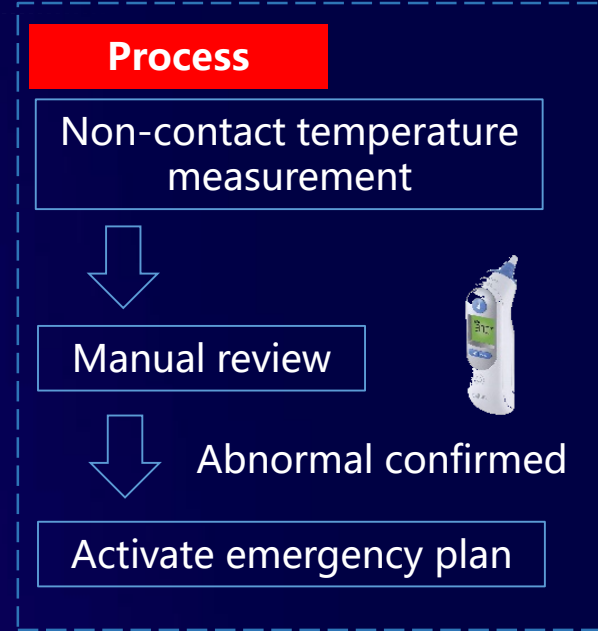 Process
Non-contact temperature
measurement
Manual review
Abnormal confirmed
Activate emergency plan